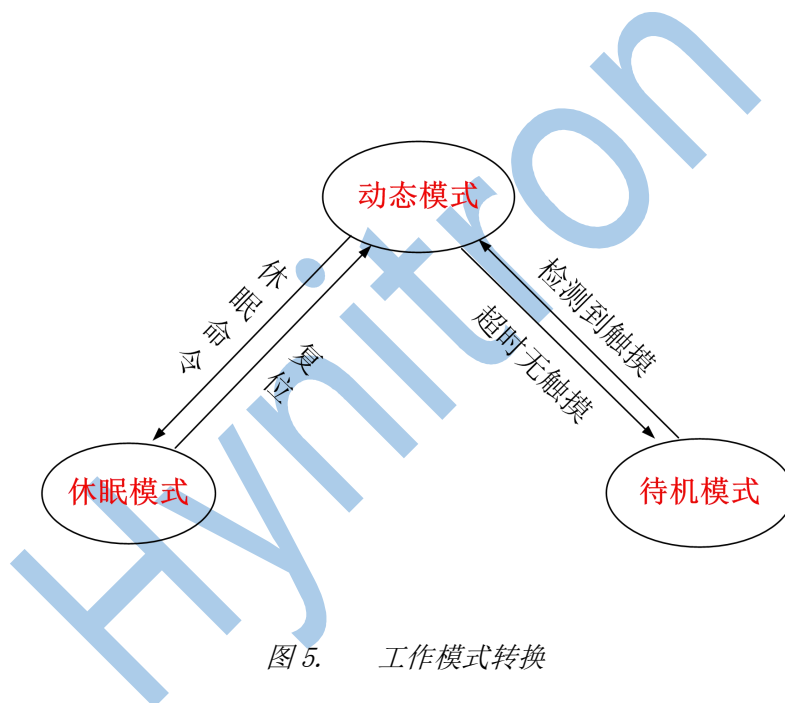 动态模式
休眠命令
复位
检测到触摸
超时无触摸
休眠模式
待机模式
图 5. 工作模式转换
Hynitron